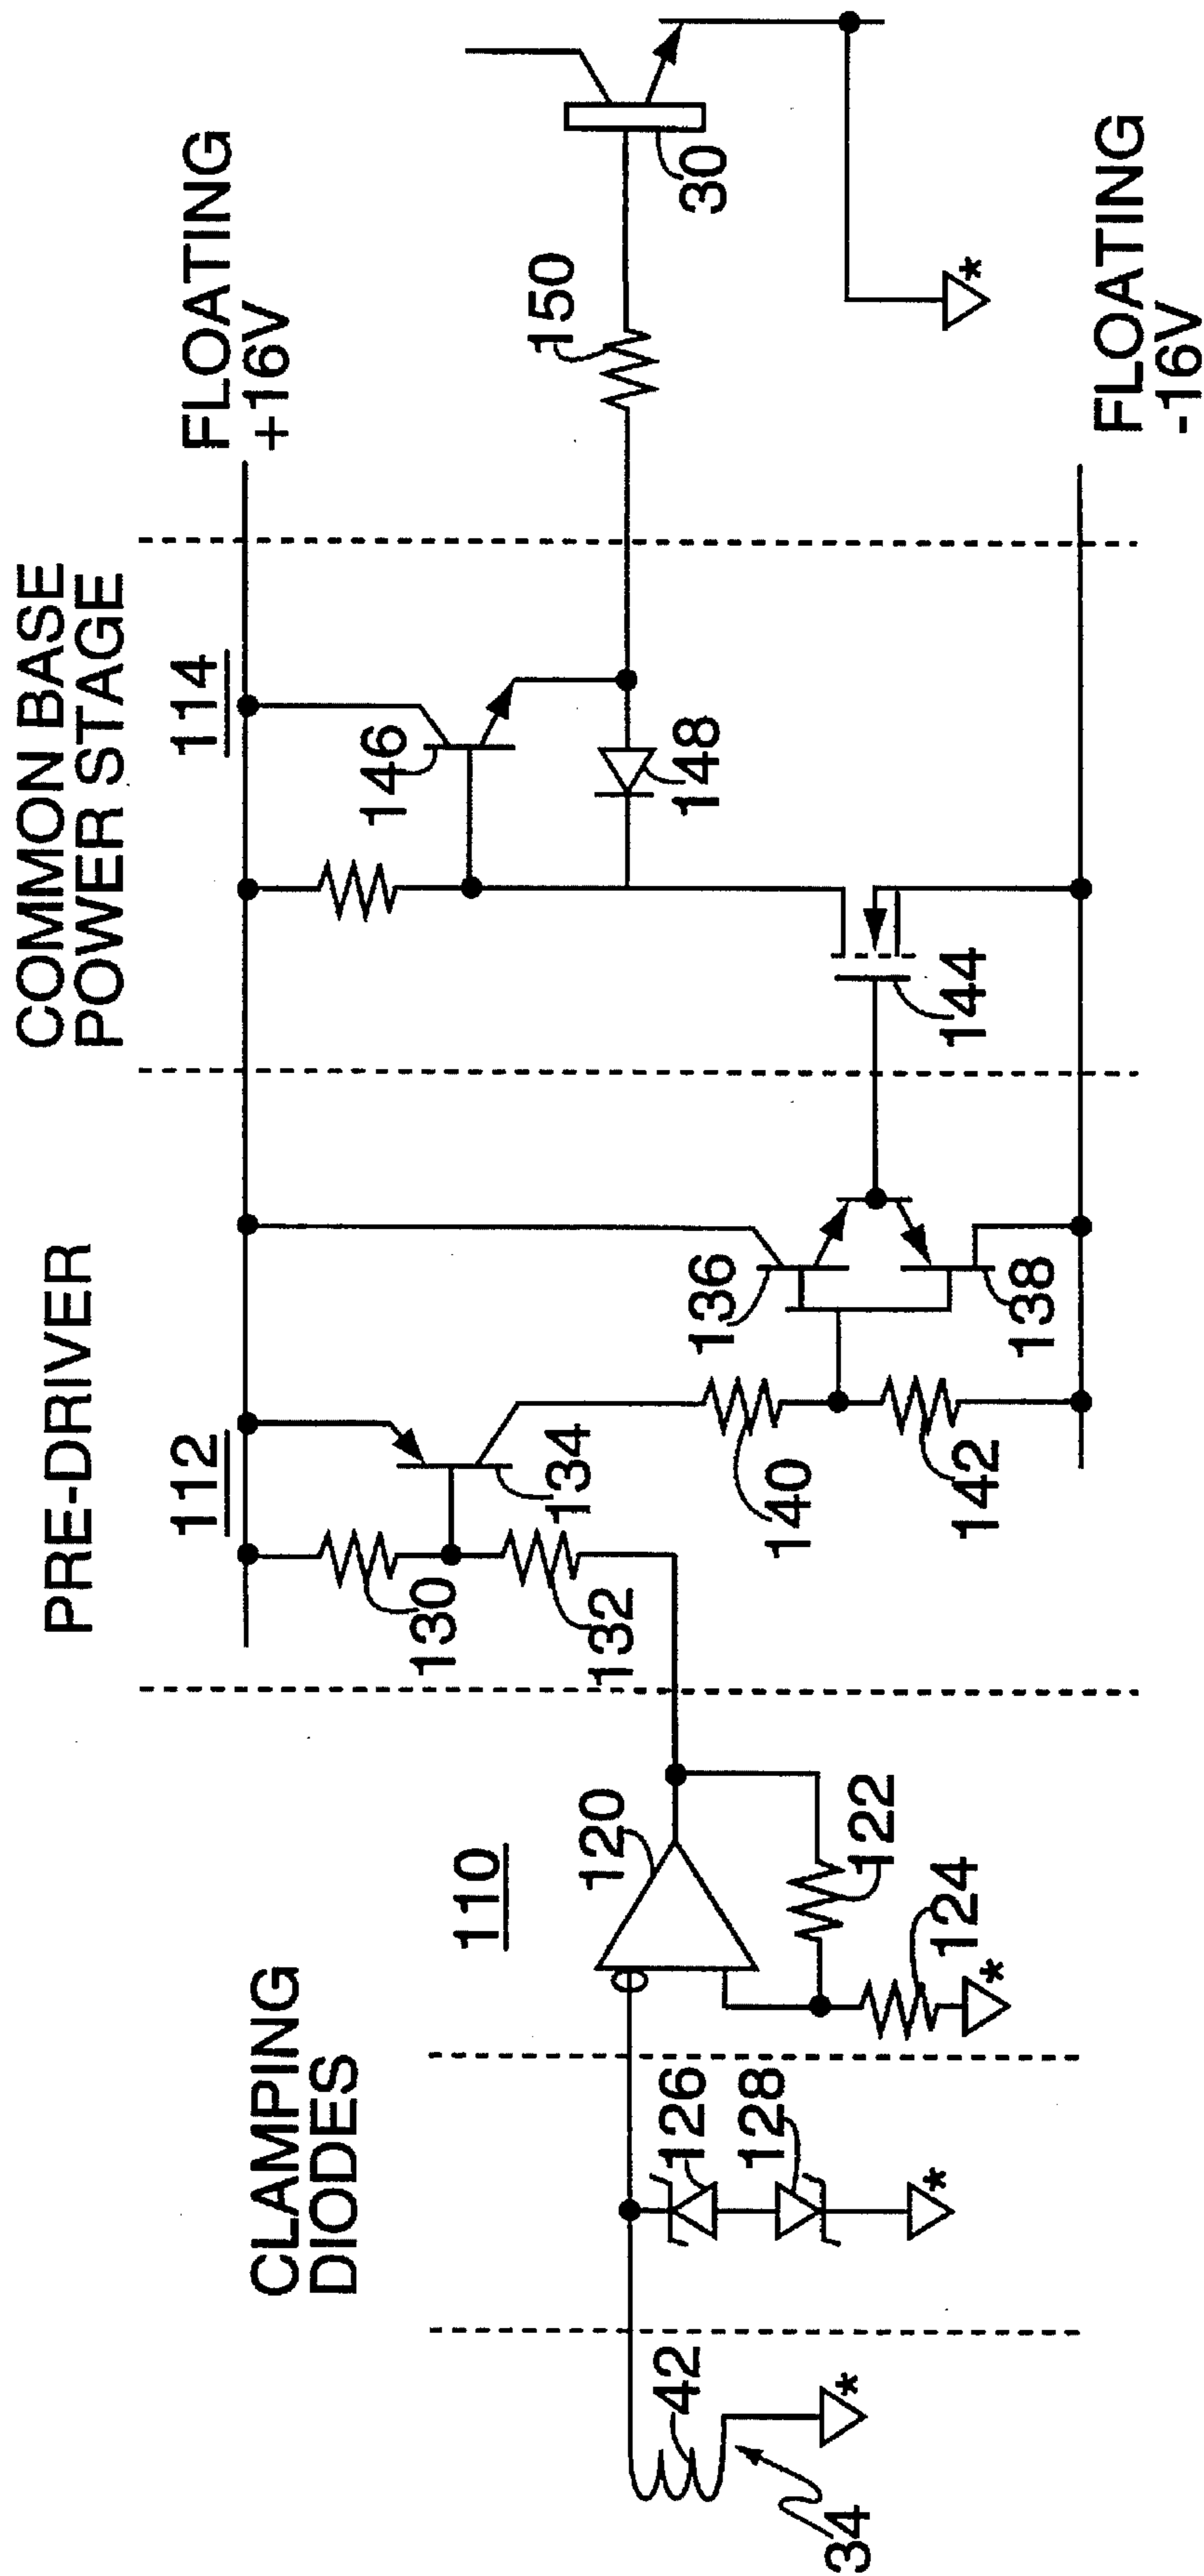 COMMON BASE
POWER STAGE
PRE-DRIVER
CLAMPING
DIODES
FLOATING
+16V
FLOATING
-16V
34
42
126
128
110
120
122
124
112
130
132
134
140
142
136
138
114
144
146
148
150
30
*
*
*
*